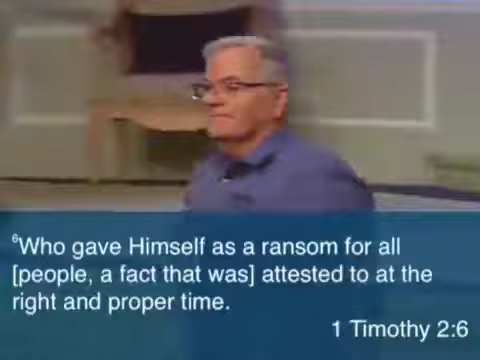 ⁶Who gave Himself as a ransom for all
[people, a fact that was] attested to at the
right and proper time.
1 Timothy 2:6